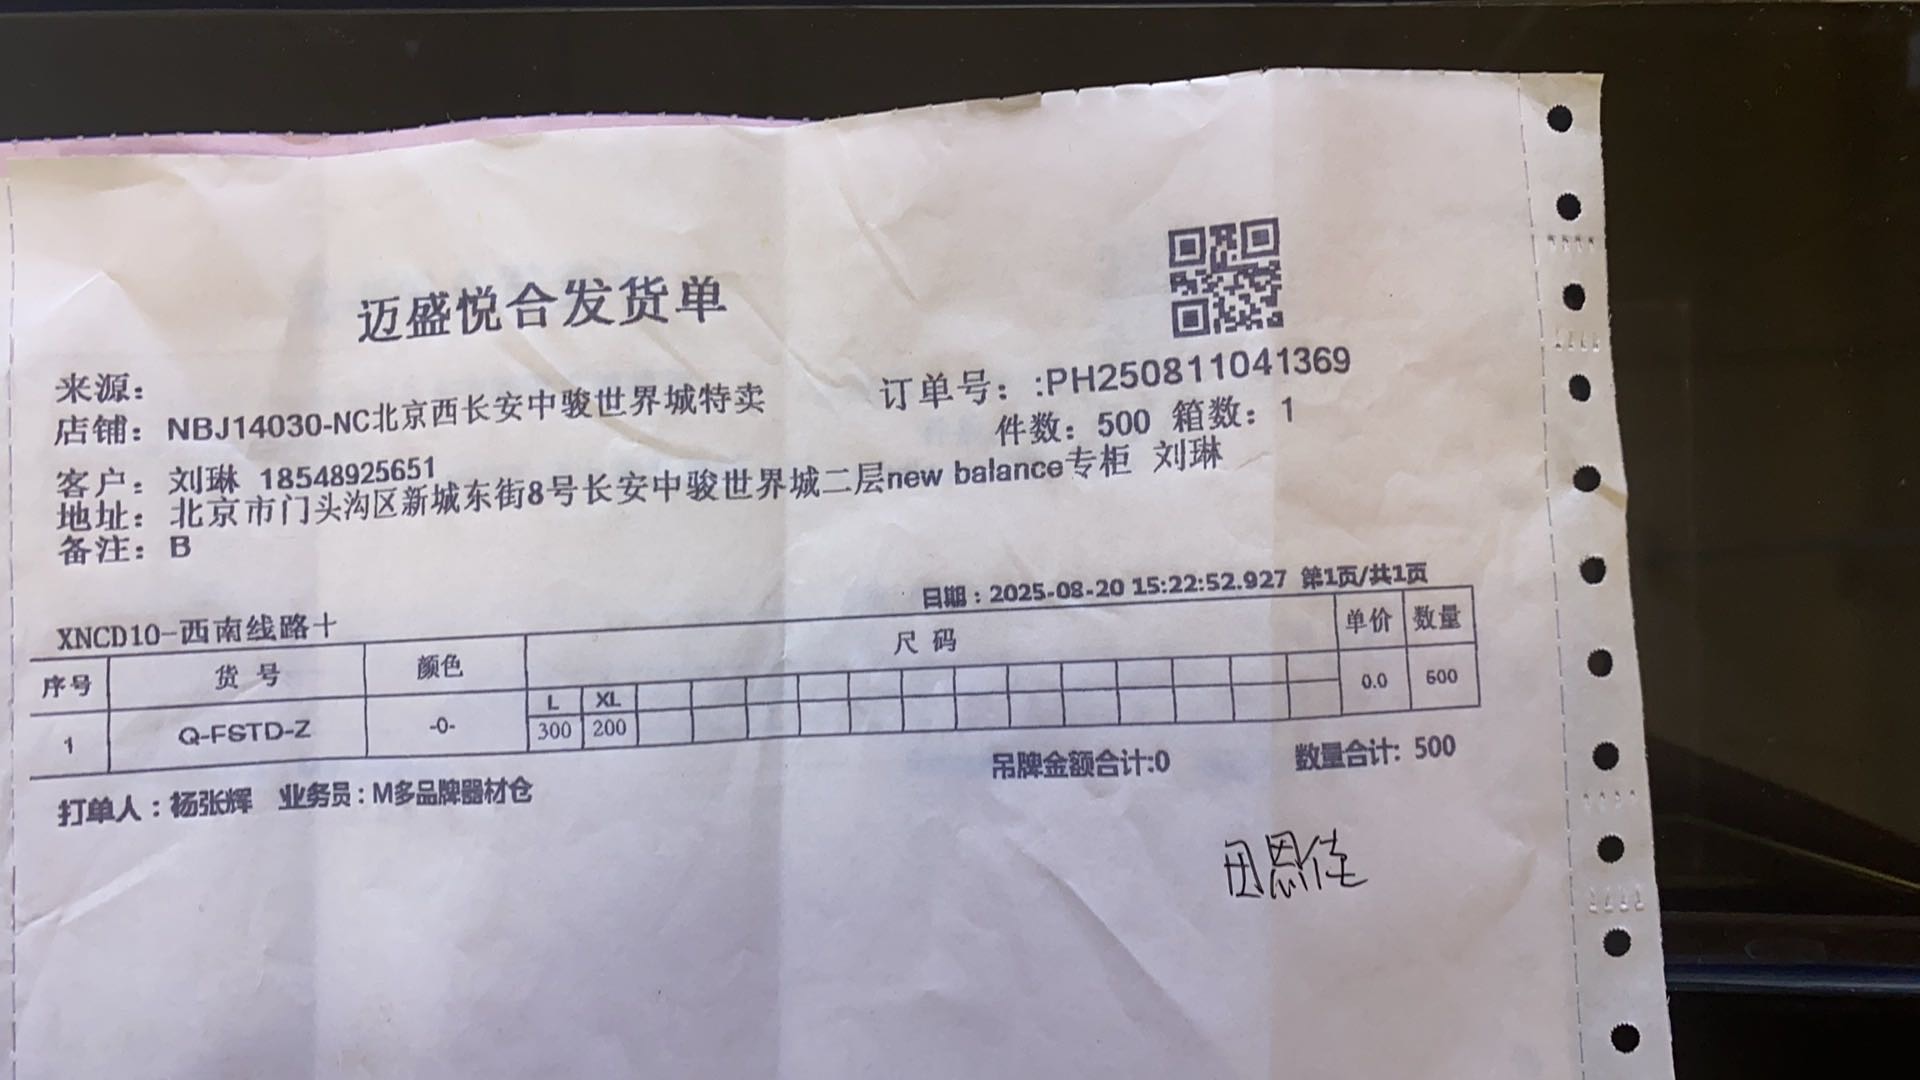 迈盛悦合发货单
来源：
订单号：:PH250811041369
店铺：NBJ14030-NC北京西长安中骏世界城特卖
件数：500 箱数：1
客户：刘琳 18548925651
地址：北京市门头沟区新城东街8号长安中骏世界城二层new balance专柜 刘琳
备注：B
日期：2025-08-20 15:22:52.927 第1页/共1页
XNCD10-西南线路十
序号 货号 颜色 尺码 单价 数量
L XL
1 Q-FSTD-Z -0- 300 200 0.0 500
吊牌金额合计:0 数量合计: 500
打单人：杨张辉 业务员：M多品牌器材仓
田恩佳